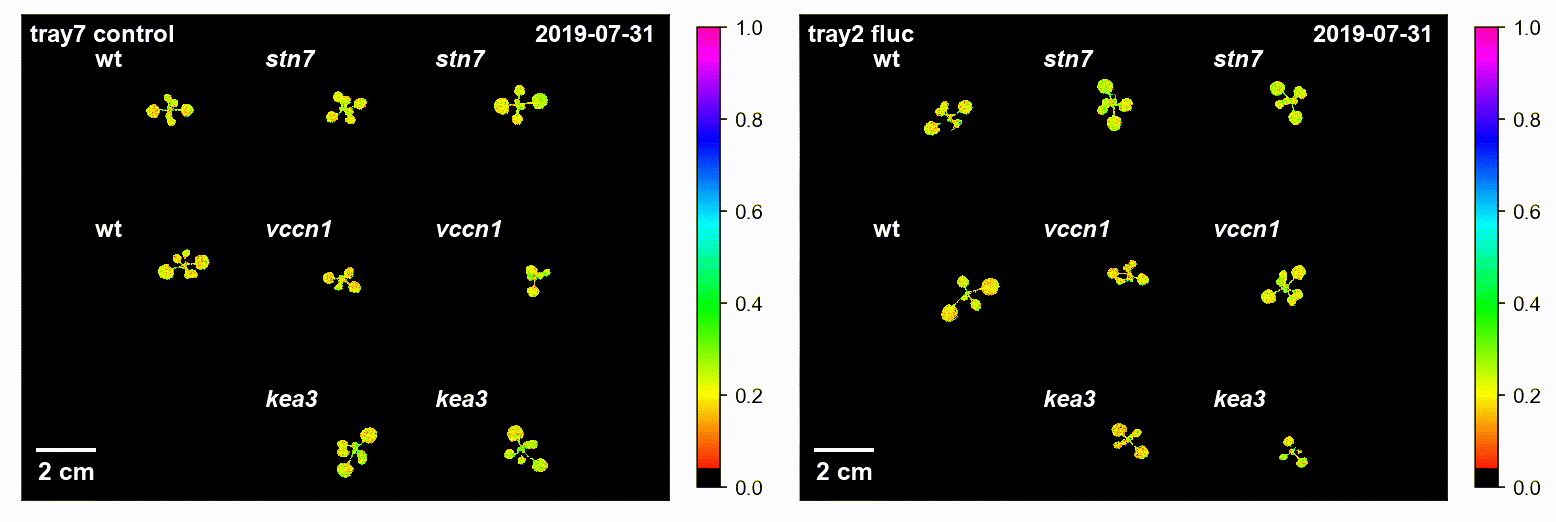 tray7 control 2019-07-31
wt stn7 stn7
wt vccn1 vccn1
kea3 kea3
2 cm
1.0
0.8
0.6
0.4
0.2
0.0
tray2 fluc 2019-07-31
wt stn7 stn7
wt vccn1 vccn1
kea3 kea3
2 cm
1.0
0.8
0.6
0.4
0.2
0.0